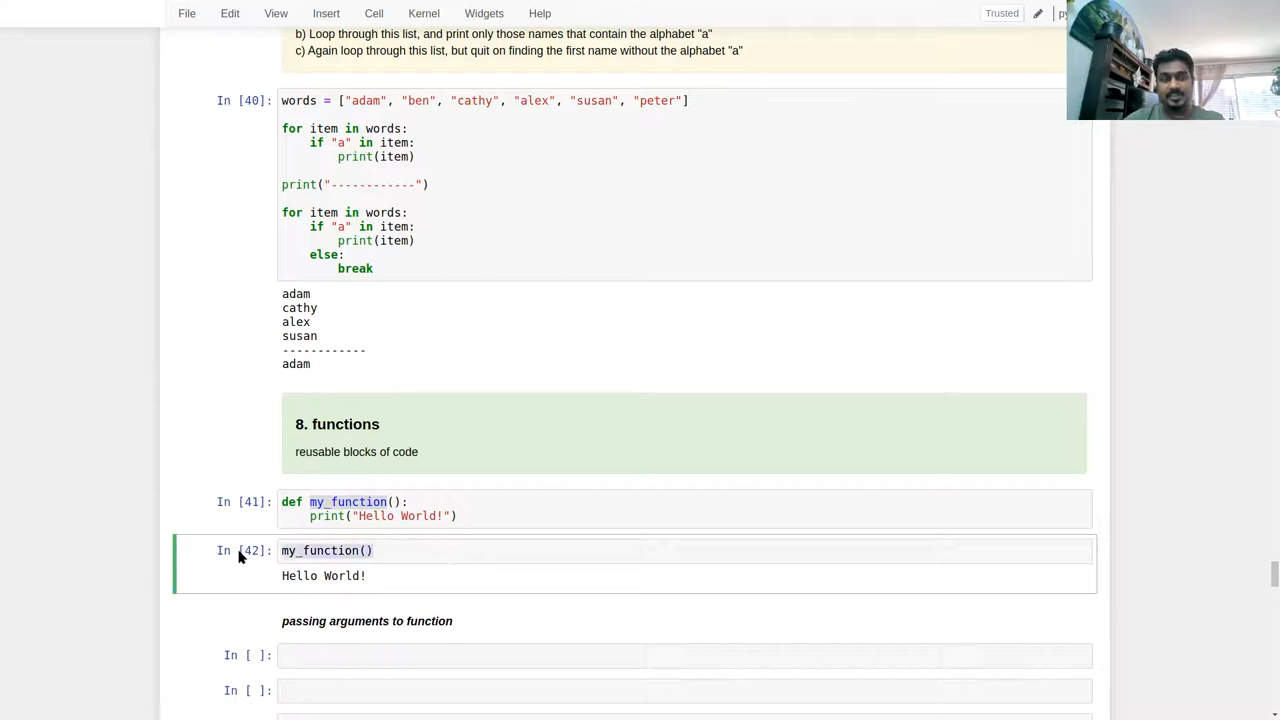 File Edit View Insert Cell Kernel Widgets Help
Trusted
b) Loop through this list, and print only those names that contain the alphabet "a"
c) Again loop through this list, but quit on finding the first name without the alphabet "a"
In [40]: words = ["adam", "ben", "cathy", "alex", "susan", "peter"]
for item in words:
if "a" in item:
print(item)
print("------------")
for item in words:
if "a" in item:
print(item)
else:
break
adam
cathy
alex
susan
------------
adam
8. functions
reusable blocks of code
In [41]: def my_function():
print("Hello World!")
In [42]: my_function()
Hello World!
passing arguments to function
In [ ]:
In [ ]: